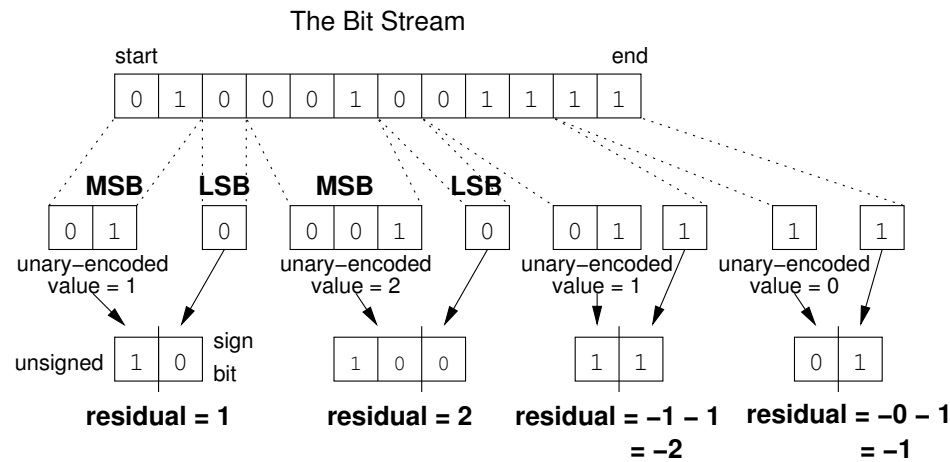 The Bit Stream
start end
0 1 0 0 0 1 0 0 1 1 1 1
MSB LSB MSB LSB
0 1 0 0 0 1 0 0 1 1 1 1
unary−encoded unary−encoded unary−encoded unary−encoded
value = 1 value = 2 value = 1 value = 0
sign
unsigned 1 0 1 0 0 1 1 0 1
bit
residual = 1 residual = 2 residual = −1 − 1 residual = −0 − 1
= −2 = −1